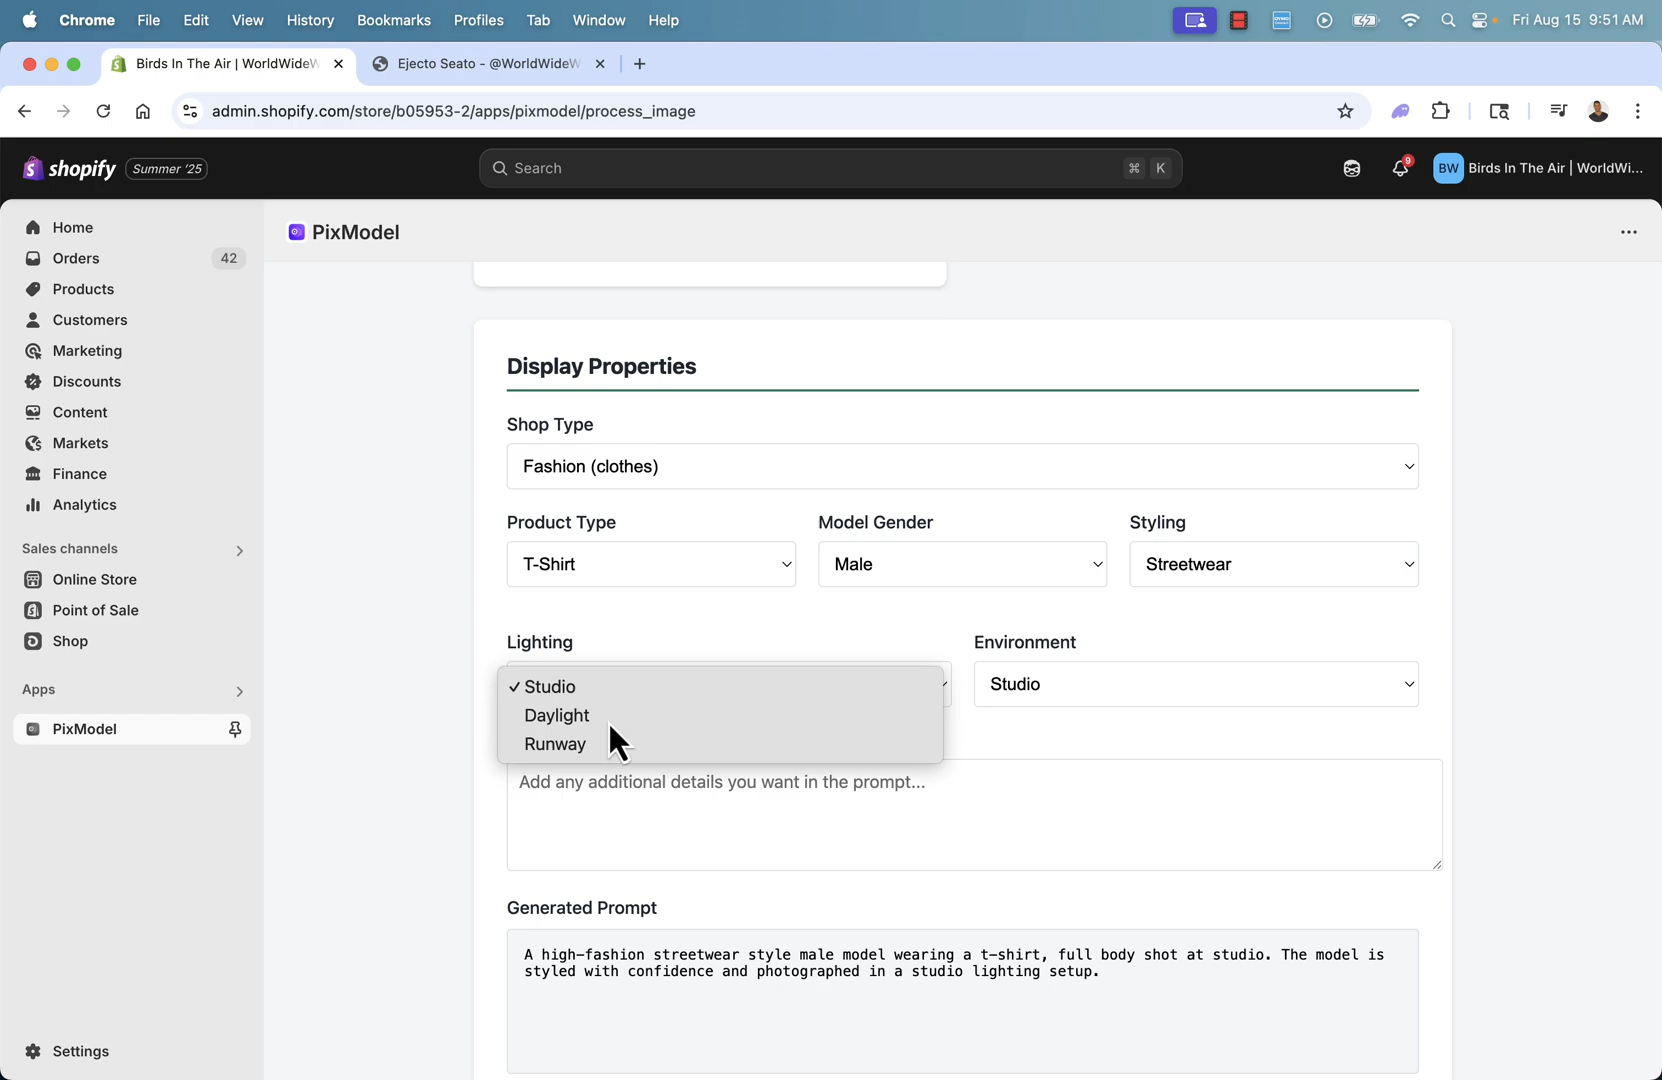 Chrome File Edit View History Bookmarks Profiles Tab Window Help Fri Aug 15 9:51 AM
Birds In The Air | WorldWideW Ejecto Seato - @WorldWideW
admin.shopify.com/store/b05953-2/apps/pixmodel/process_image
shopify Summer '25 Search ⌘ K 9 BW Birds In The Air | WorldWi...
Home
Orders 42
Products
Customers
Marketing
Discounts
Content
Markets
Finance
Analytics
Sales channels
Online Store
Point of Sale
Shop
Apps
PixModel
Settings
PixModel
Display Properties
Shop Type
Fashion (clothes)
Product Type Model Gender Styling
T-Shirt Male Streetwear
Lighting Environment
✓ Studio Studio
Daylight
Runway
Add any additional details you want in the prompt...
Generated Prompt
A high-fashion streetwear style male model wearing a t-shirt, full body shot at studio. The model is
styled with confidence and photographed in a studio lighting setup.